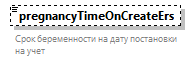 pregnancyTimeOnCreateErs
Срок беременности на дату постановки
на учет